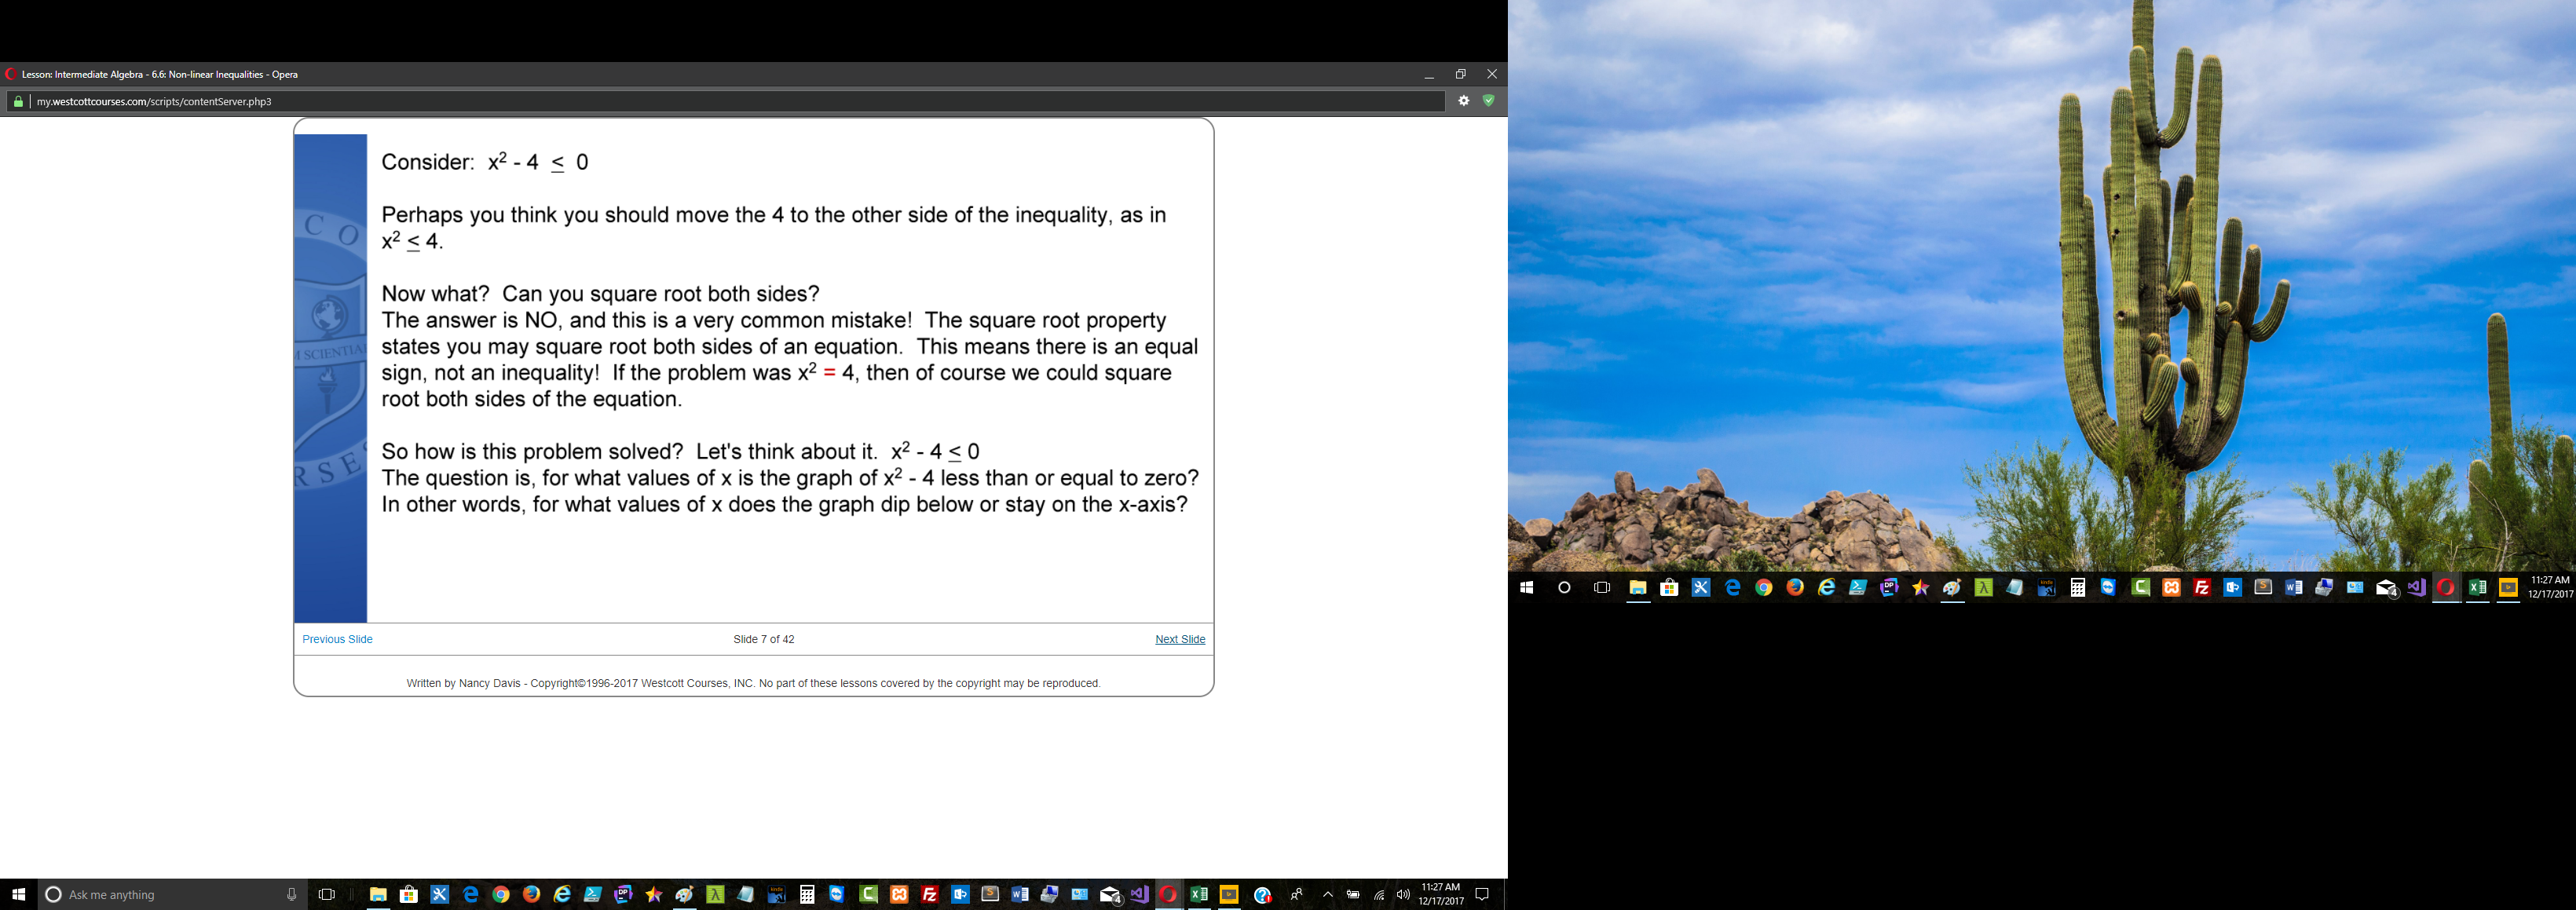 Lesson: Intermediate Algebra - 6.6: Non-linear Inequalities - Opera
my.westcottcourses.com/scripts/contentServer.php3
C O
M SCIENTIA
R S E
Consider: x² - 4 ≤ 0
Perhaps you think you should move the 4 to the other side of the inequality, as in
x² ≤ 4.
Now what? Can you square root both sides?
The answer is NO, and this is a very common mistake! The square root property
states you may square root both sides of an equation. This means there is an equal
sign, not an inequality! If the problem was x² = 4, then of course we could square
root both sides of the equation.
So how is this problem solved? Let's think about it. x² - 4 ≤ 0
The question is, for what values of x is the graph of x² - 4 less than or equal to zero?
In other words, for what values of x does the graph dip below or stay on the x-axis?
Previous Slide
Slide 7 of 42
Next Slide
Written by Nancy Davis - Copyright©1996-2017 Westcott Courses, INC. No part of these lessons covered by the copyright may be reproduced.
Ask me anything
11:27 AM
12/17/2017
11:27 AM
12/17/2017